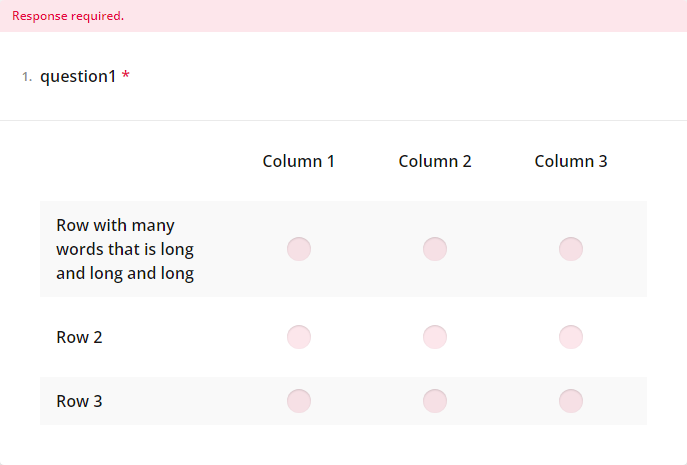 Response required.
1. question1 *
Column 1 Column 2 Column 3
Row with many
words that is long
and long and long
Row 2
Row 3